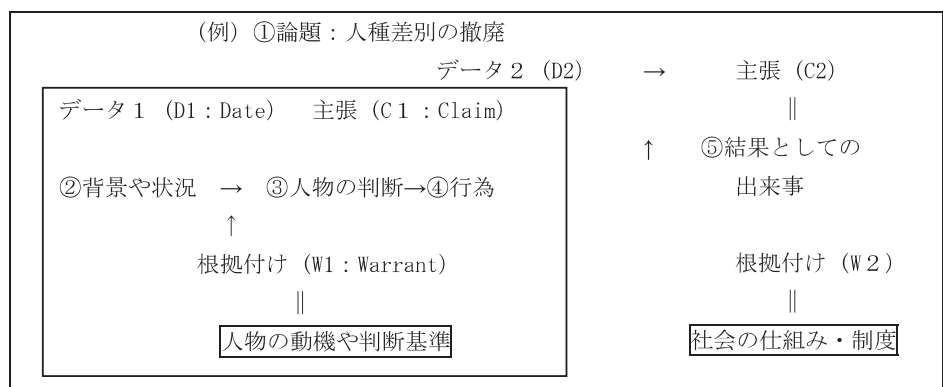 (例) ①論題：人種差別の撤廃
データ２ (D2) → 主張 (C2)
データ１ (D1：Date) 主張 (C１：Claim)
∥
↑ ⑤結果としての
②背景や状況 → ③人物の判断→④行為 出来事
↑
根拠付け (W1：Warrant) 根拠付け (W２)
∥ ∥
人物の動機や判断基準 社会の仕組み・制度